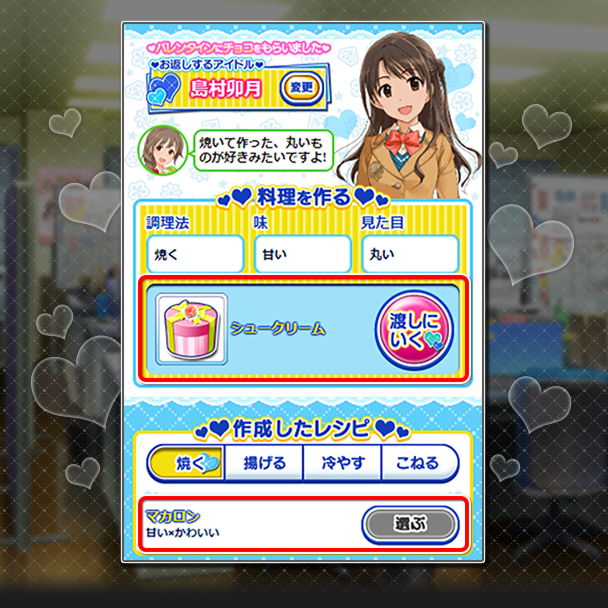 ♥バレンタインにチョコをもらいました♥
♥お返しするアイドル♥
島村卯月
変更
焼いて作った、丸いも
のが好きみたいですよ!
料理を作る
調理法 味 見た目
焼く 甘い 丸い
シュークリーム
渡しに
いく
作成したレシピ
焼く 揚げる 冷やす こねる
マカロン
甘い×かわいい
選ぶ